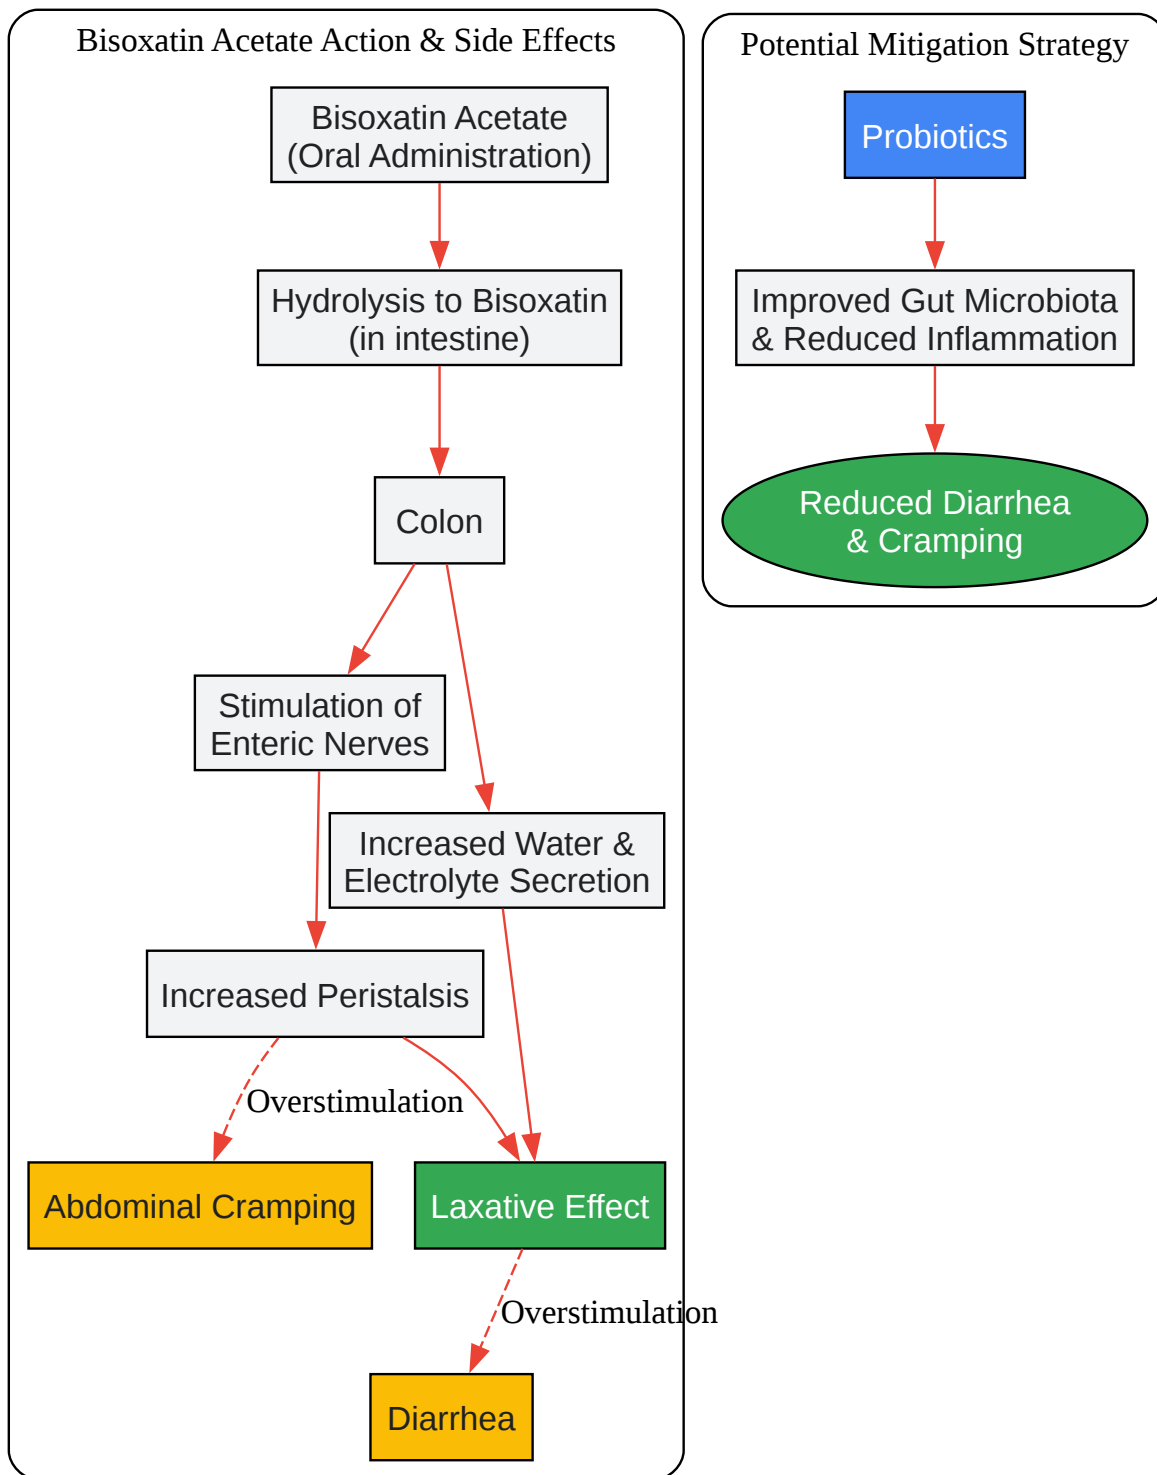 Bisoxatin Acetate Action & Side Effects
Bisoxatin Acetate
(Oral Administration)
Hydrolysis to Bisoxatin
(in intestine)
Colon
Stimulation of
Enteric Nerves
Increased Water &
Electrolyte Secretion
Increased Peristalsis
Overstimulation
Abdominal Cramping
Laxative Effect
Overstimulation
Diarrhea
Potential Mitigation Strategy
Probiotics
Improved Gut Microbiota
& Reduced Inflammation
Reduced Diarrhea
& Cramping